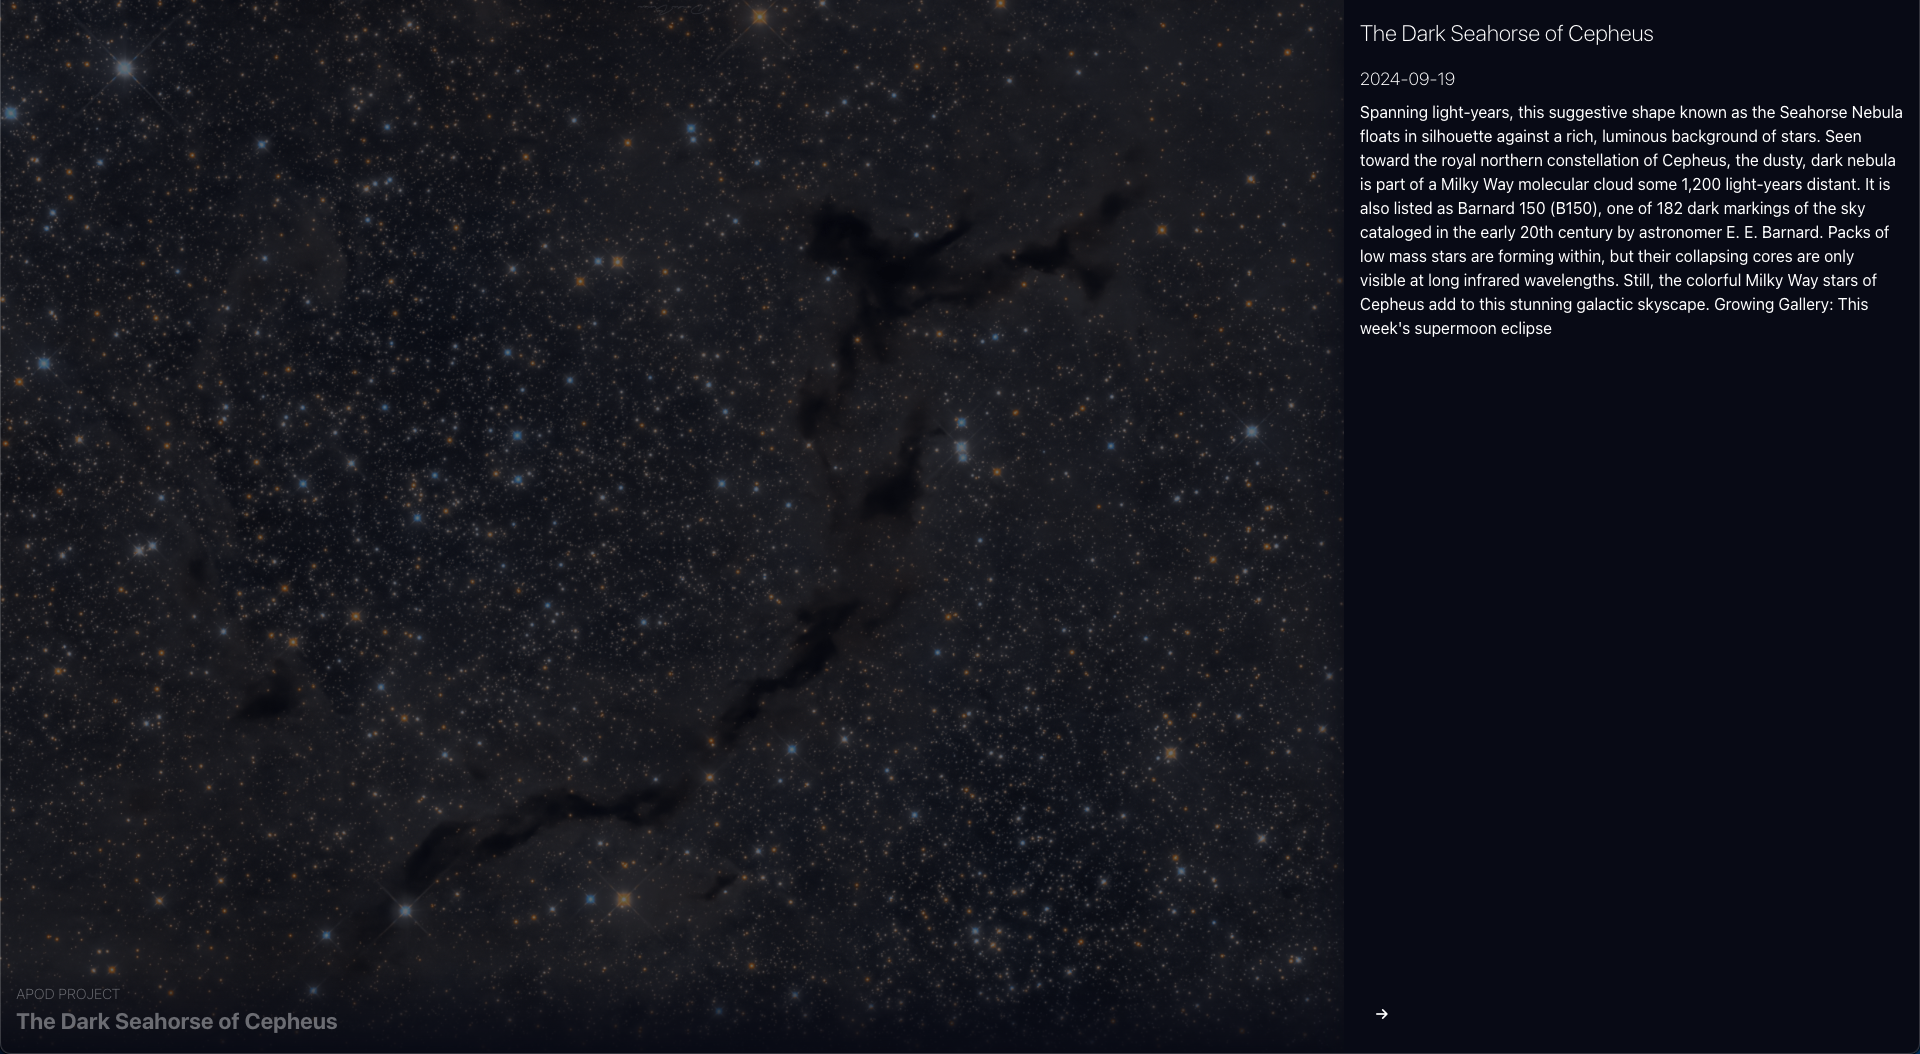 The Dark Seahorse of Cepheus
2024-09-19
Spanning light-years, this suggestive shape known as the Seahorse Nebula
floats in silhouette against a rich, luminous background of stars. Seen
toward the royal northern constellation of Cepheus, the dusty, dark nebula
is part of a Milky Way molecular cloud some 1,200 light-years distant. It is
also listed as Barnard 150 (B150), one of 182 dark markings of the sky
cataloged in the early 20th century by astronomer E. E. Barnard. Packs of
low mass stars are forming within, but their collapsing cores are only
visible at long infrared wavelengths. Still, the colorful Milky Way stars of
Cepheus add to this stunning galactic skyscape. Growing Gallery: This
week's supermoon eclipse
APOD PROJECT
The Dark Seahorse of Cepheus